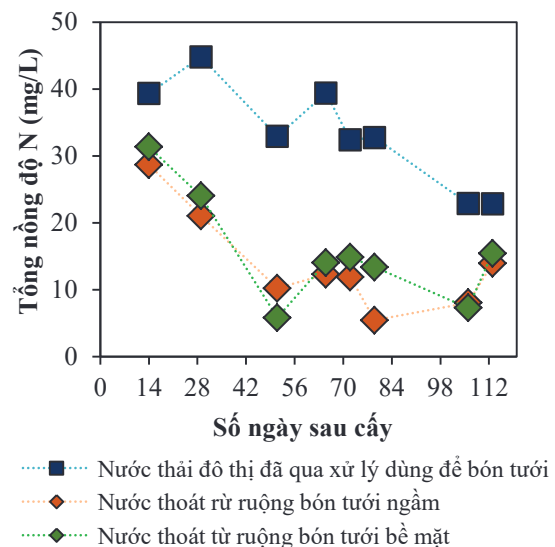 Tổng nồng độ N (mg/L)
50
40
30
20
10
0
0 14 28 42 56 70 84 98 112
Số ngày sau cấy
Nước thải đô thị đã qua xử lý dùng để bón tưới
Nước thoát rừ ruộng bón tưới ngầm
Nước thoát từ ruộng bón tưới bề mặt